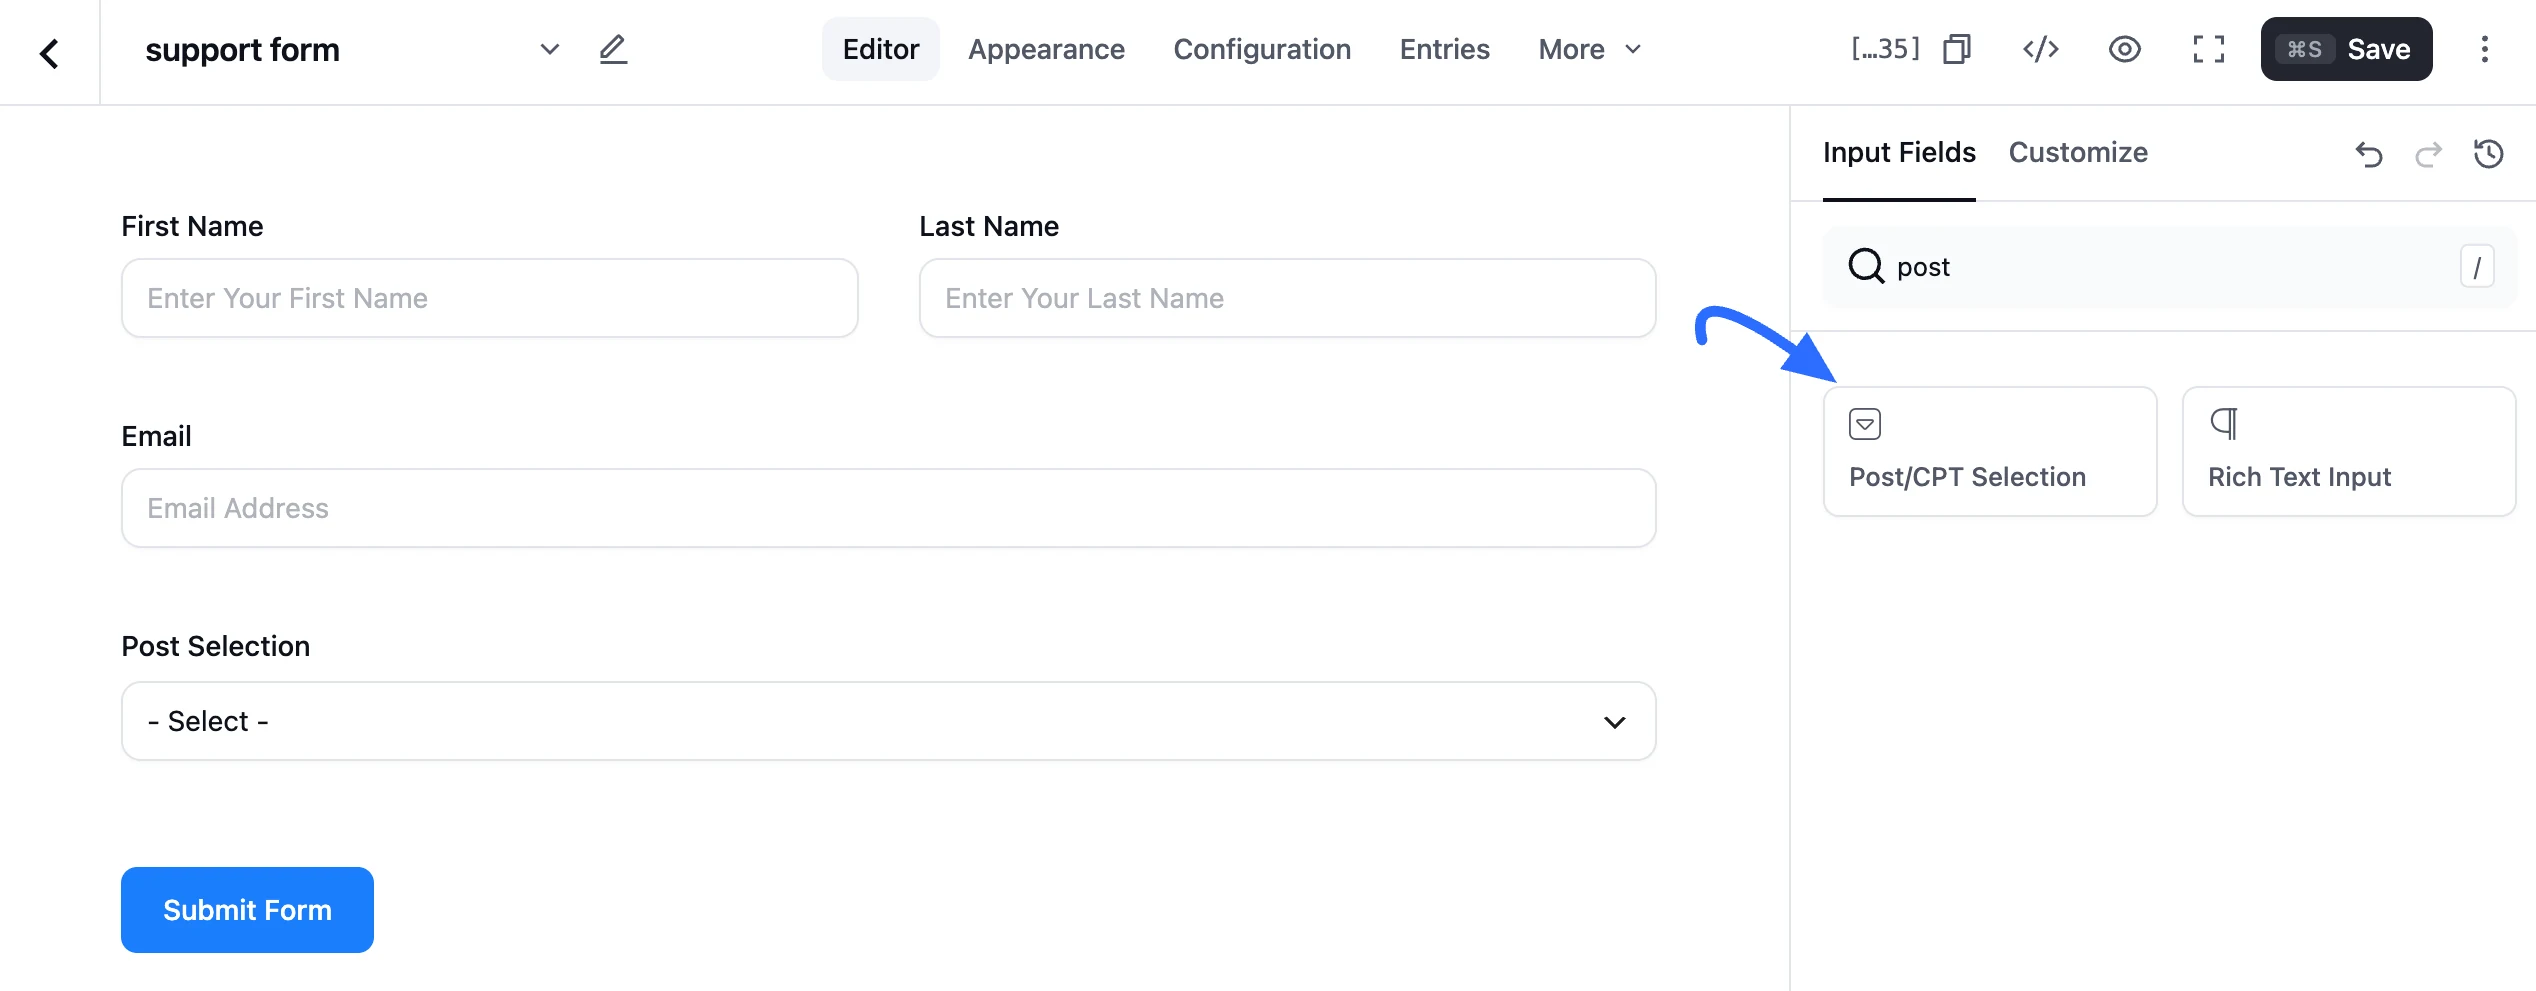 support form
Editor
Appearance
Configuration
Entries
More
[...35]
⌘S Save
Input Fields
Customize
post
/
First Name
Last Name
Enter Your First Name
Enter Your Last Name
Post/CPT Selection
Rich Text Input
Email
Email Address
Post Selection
- Select -
Submit Form